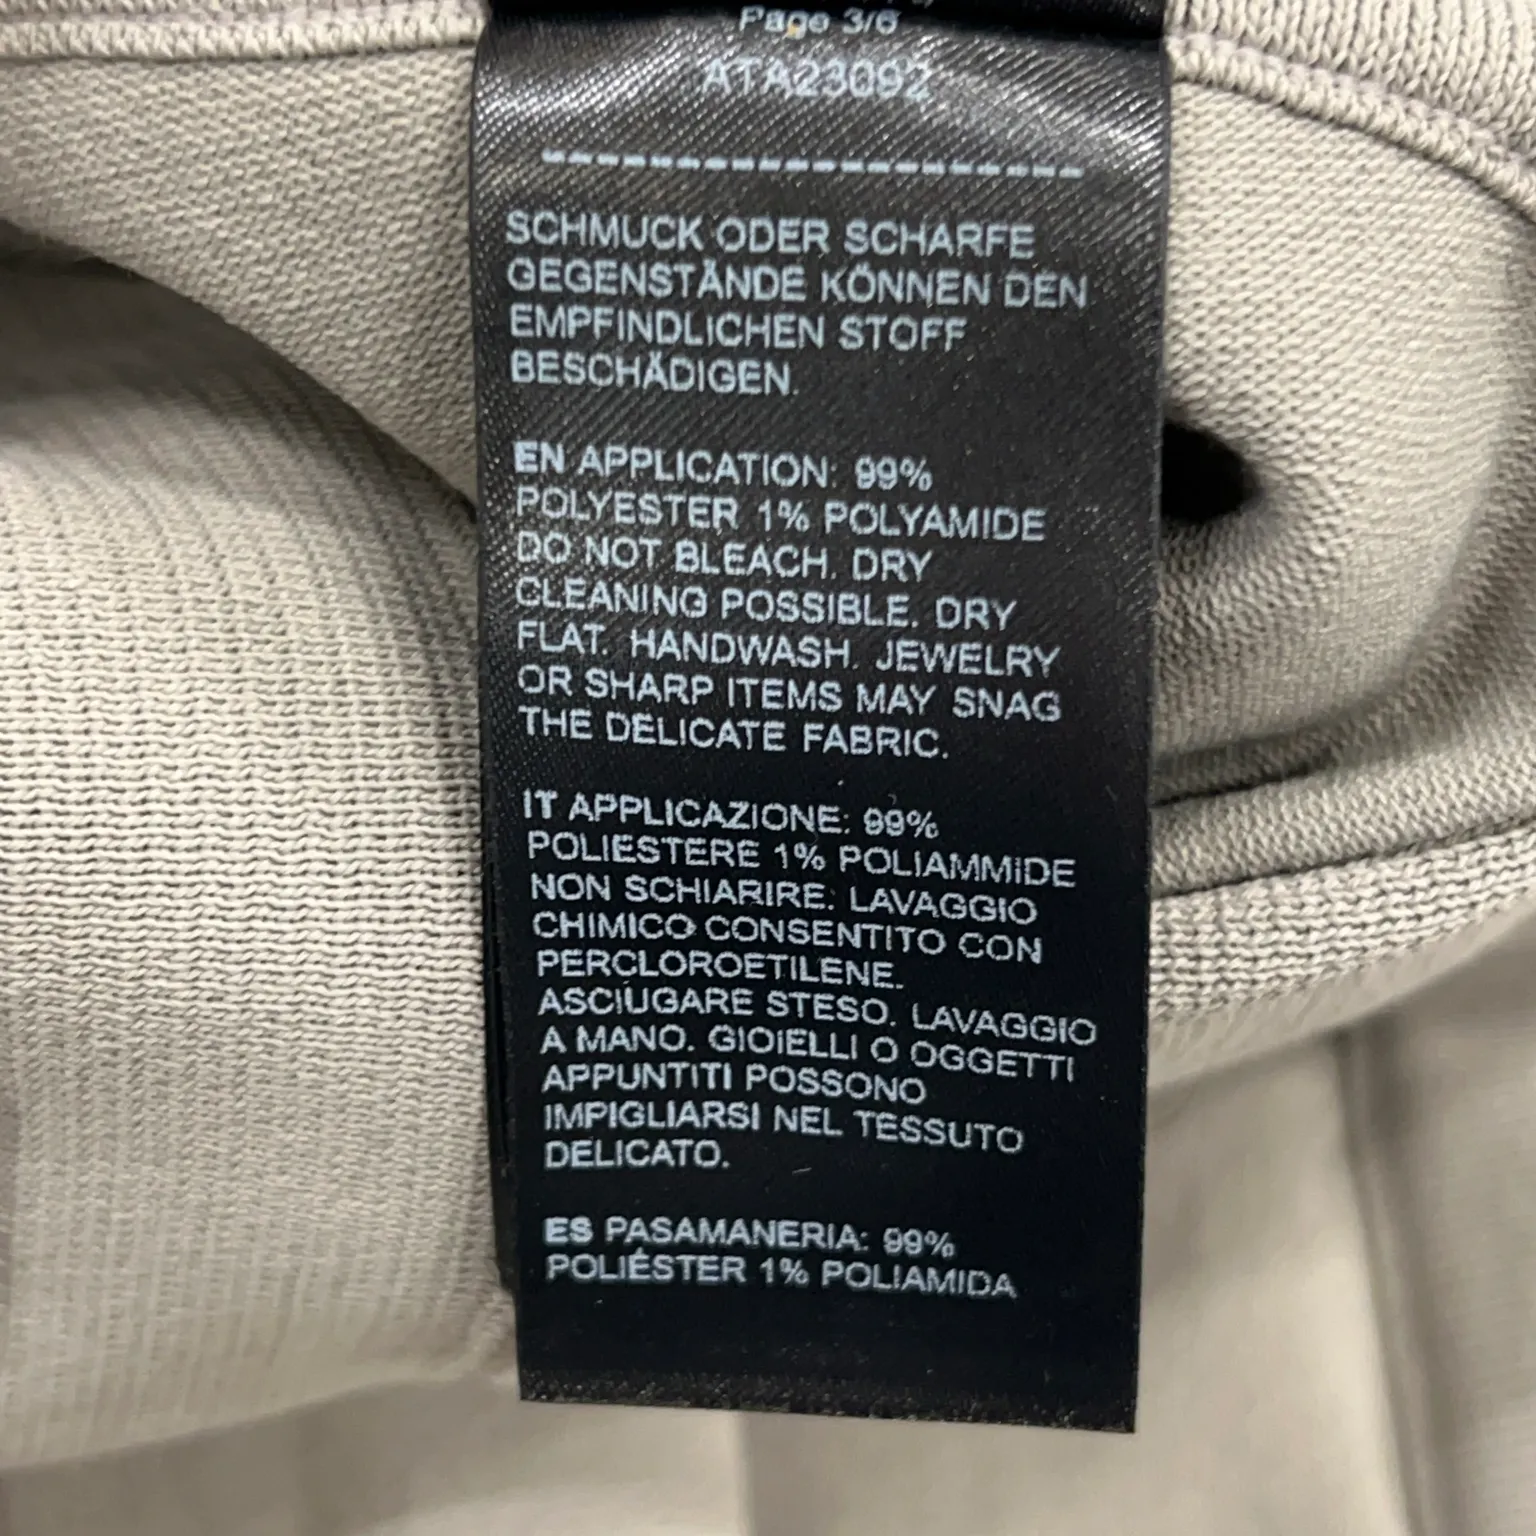 Page 3/6
ATA23092
SCHMUCK ODER SCHARFE
GEGENSTÄNDE KÖNNEN DEN
EMPFINDLICHEN STOFF
BESCHÄDIGEN.
EN APPLICATION: 99%
POLYESTER 1% POLYAMIDE
DO NOT BLEACH. DRY
CLEANING POSSIBLE. DRY
FLAT. HANDWASH. JEWELRY
OR SHARP ITEMS MAY SNAG
THE DELICATE FABRIC.
IT APPLICAZIONE: 99%
POLIESTERE 1% POLIAMMIDE
NON SCHIARIRE. LAVAGGIO
CHIMICO CONSENTITO CON
PERCLOROETILENE.
ASCIUGARE STESO. LAVAGGIO
A MANO. GIOIELLI O OGGETTI
APPUNTITI POSSONO
IMPIGLIARSI NEL TESSUTO
DELICATO.
ES PASAMANERIA: 99%
POLIÉSTER 1% POLIAMIDA